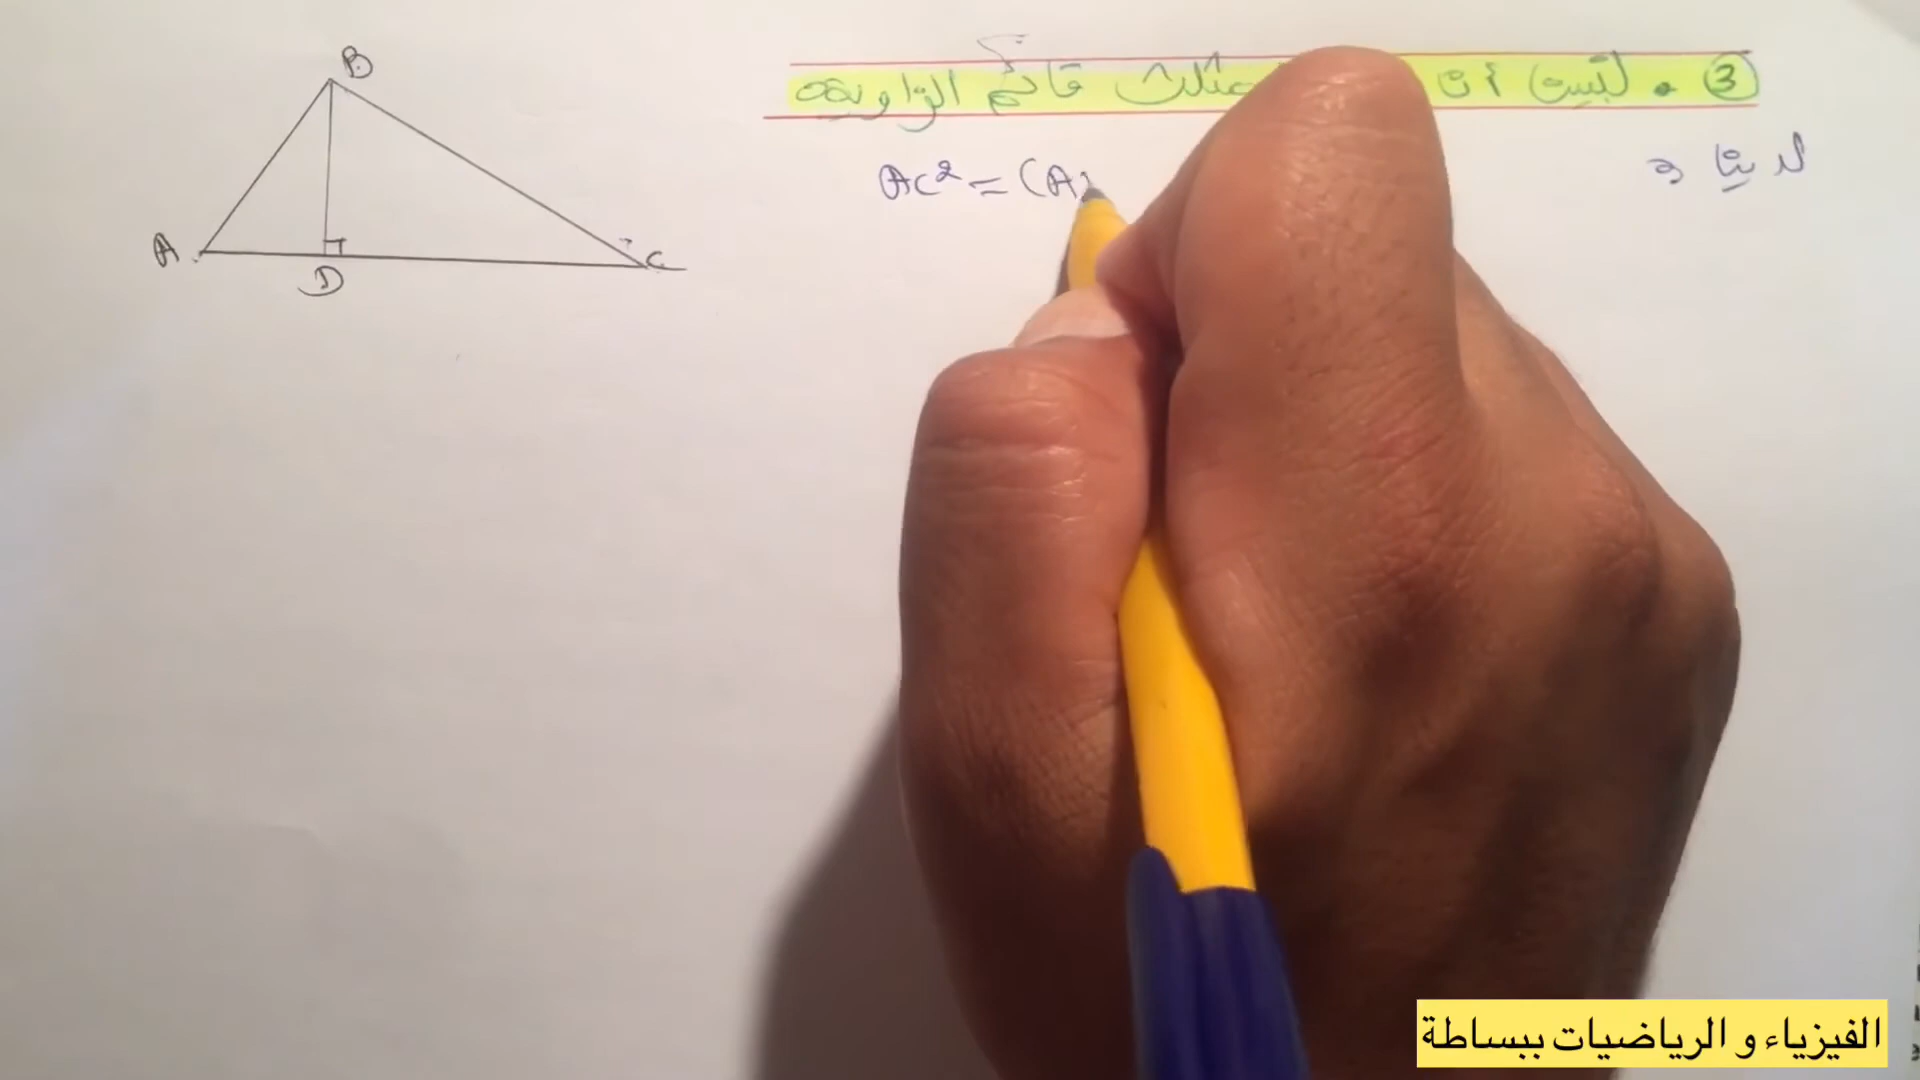 ③ . لنبين أن مثلث قائم الزاوية
لدينا و
AC² = (A
B
A
D
C
الفيزياء و الرياضيات ببساطة